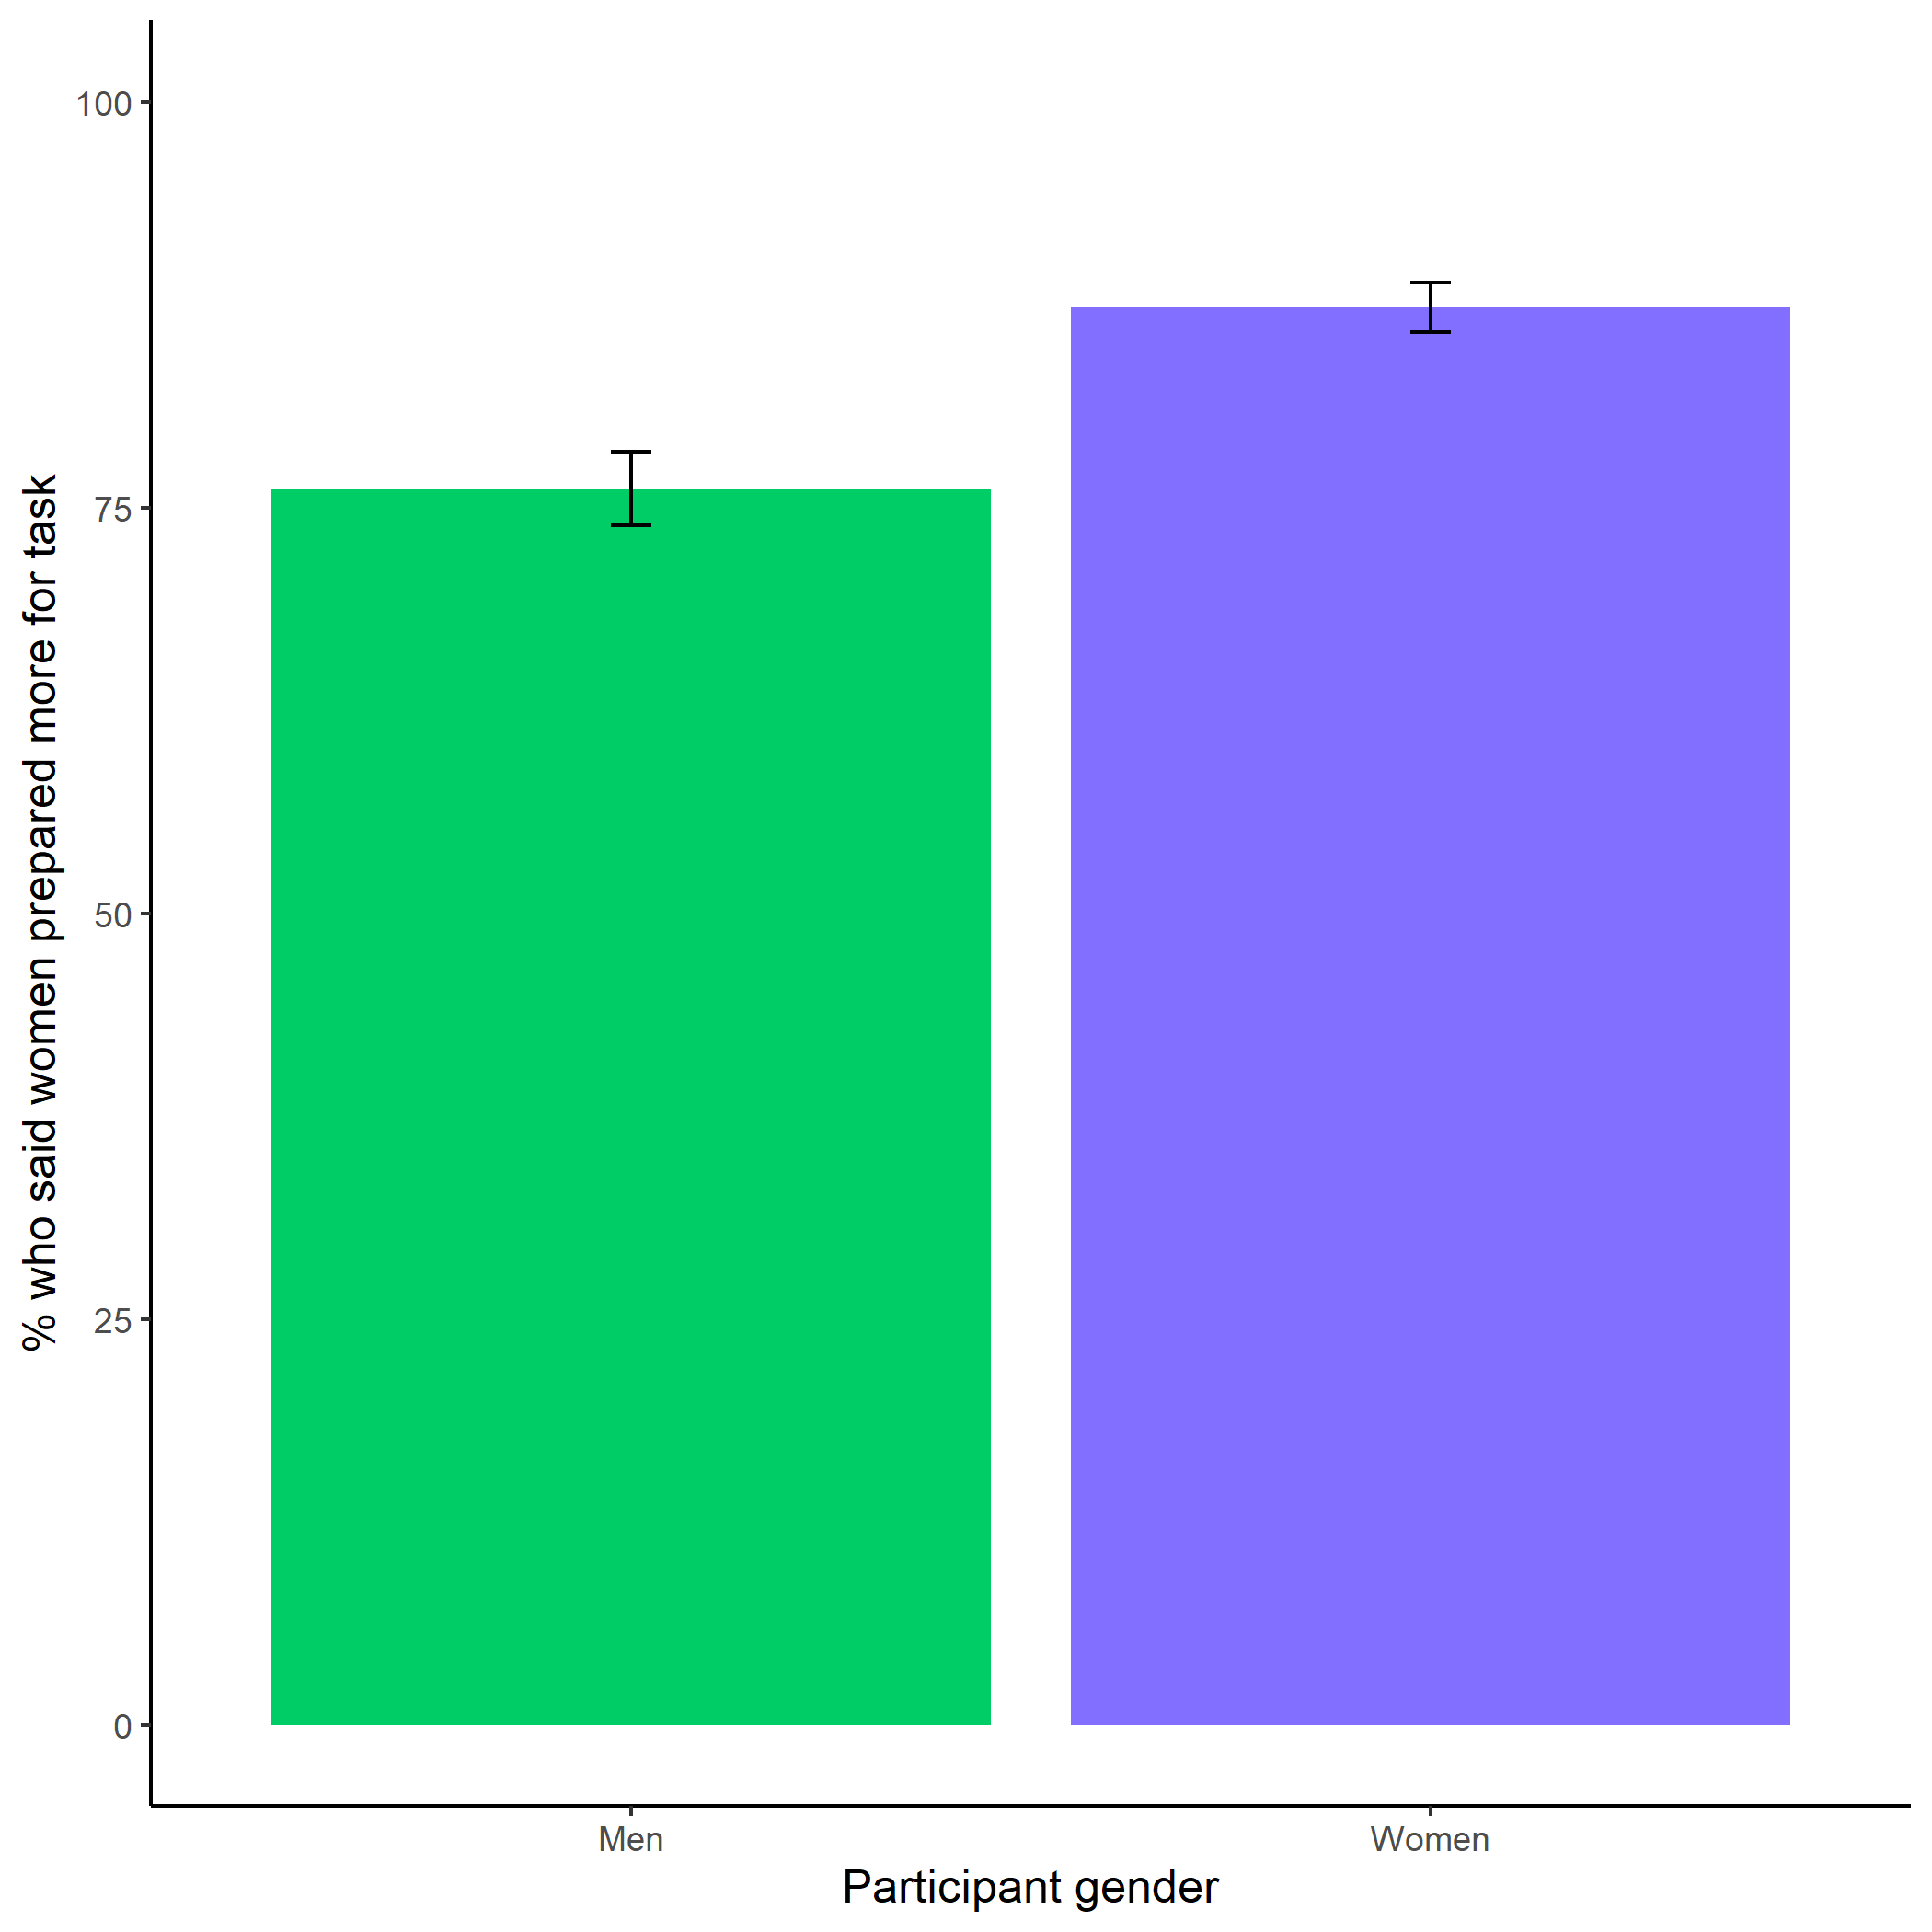 % who said women prepared more for task
100
75
50
25
0
Men
Women
Participant gender